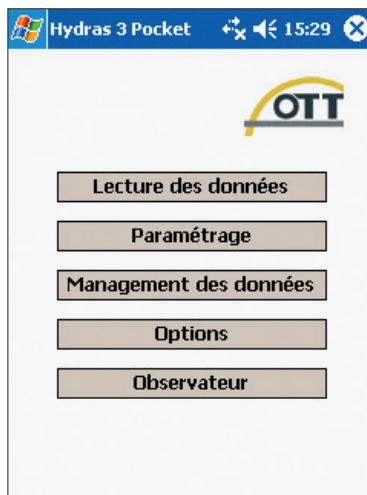 Hydras 3 Pocket 15:29
OTT
Lecture des données
Paramétrage
Management des données
Options
Observateur